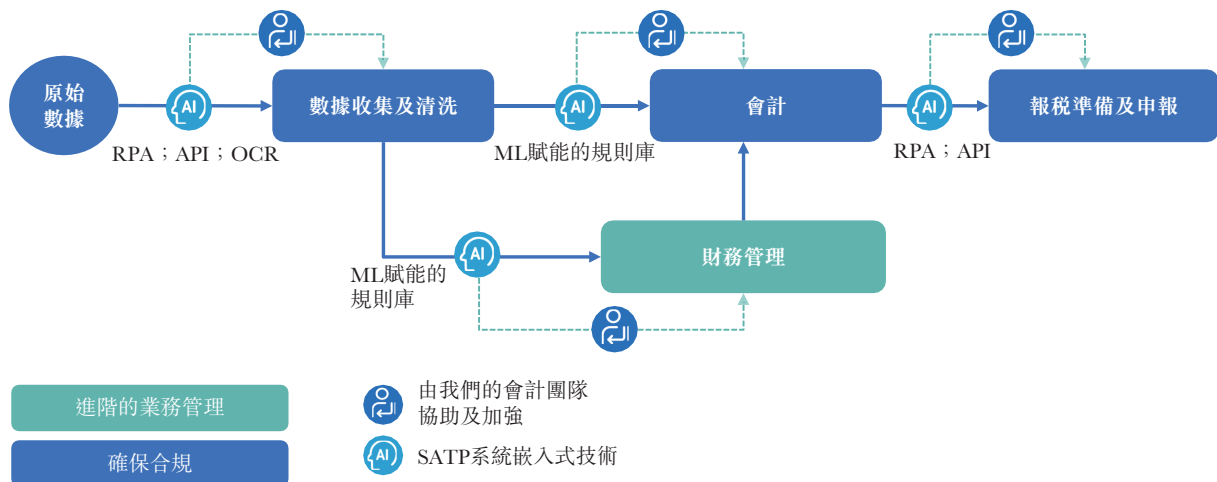 原始
數據
AI
數據收集及清洗
AI
會計
AI
報税準備及申報
RPA；API；OCR
ML賦能的規則庫
RPA；API
AI
財務管理
ML賦能的
規則庫
進階的業務管理
由我們的會計團隊
協助及加強
確保合規
AI
SATP系統嵌入式技術